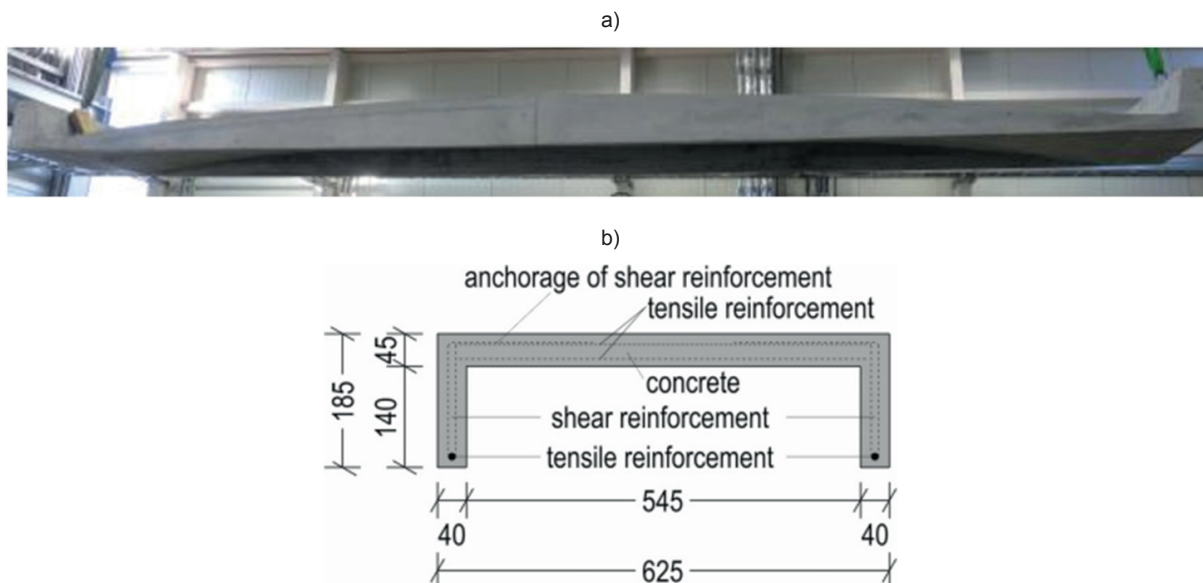 a)
b)
anchorage of shear reinforcement
tensile reinforcement
45
185
140
concrete
shear reinforcement
tensile reinforcement
545
40
40
625